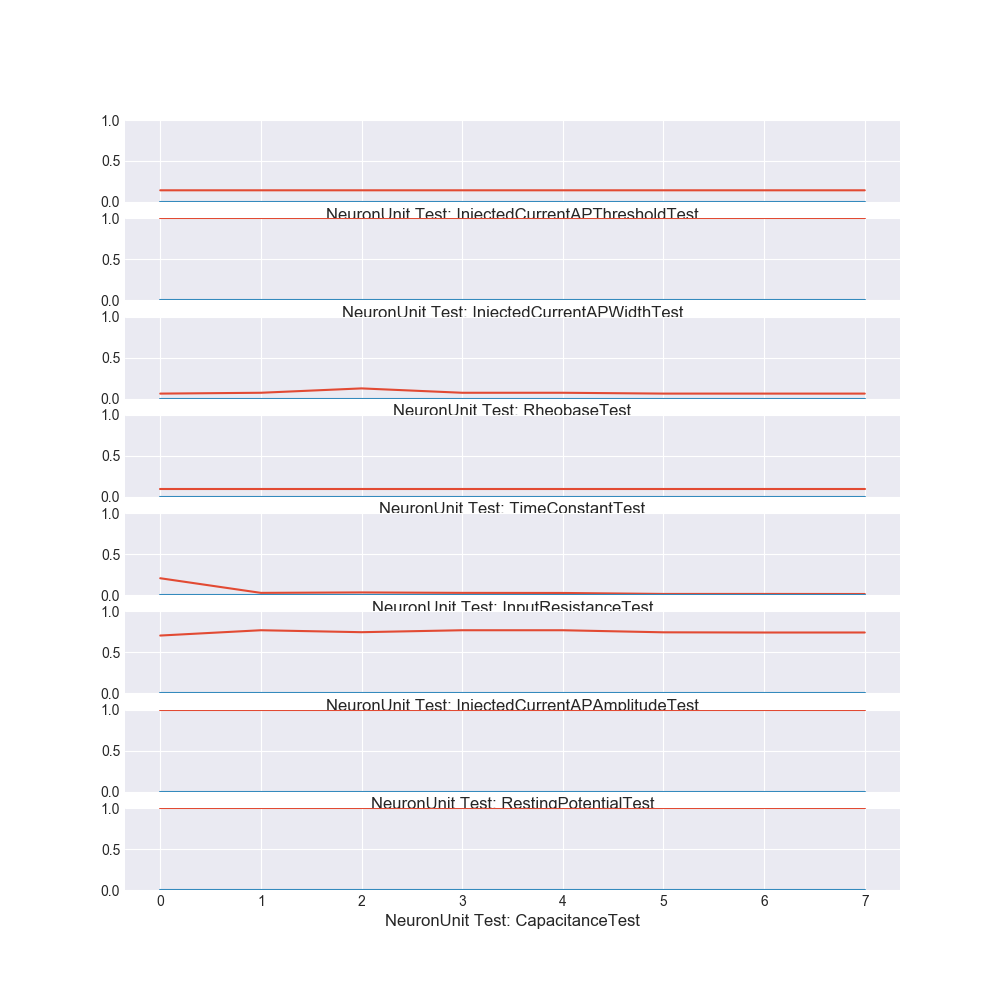 1.0
0.5
0.0
NeuronUnit Test: InjectedCurrentAPThresholdTest
1.0
0.5
0.0
NeuronUnit Test: InjectedCurrentAPWidthTest
1.0
0.5
0.0
NeuronUnit Test: RheobaseTest
1.0
0.5
0.0
NeuronUnit Test: TimeConstantTest
1.0
0.5
0.0
NeuronUnit Test: InputResistanceTest
1.0
0.5
0.0
NeuronUnit Test: InjectedCurrentAPAmplitudeTest
1.0
0.5
0.0
NeuronUnit Test: RestingPotentialTest
1.0
0.5
0.0
0 1 2 3 4 5 6 7
NeuronUnit Test: CapacitanceTest